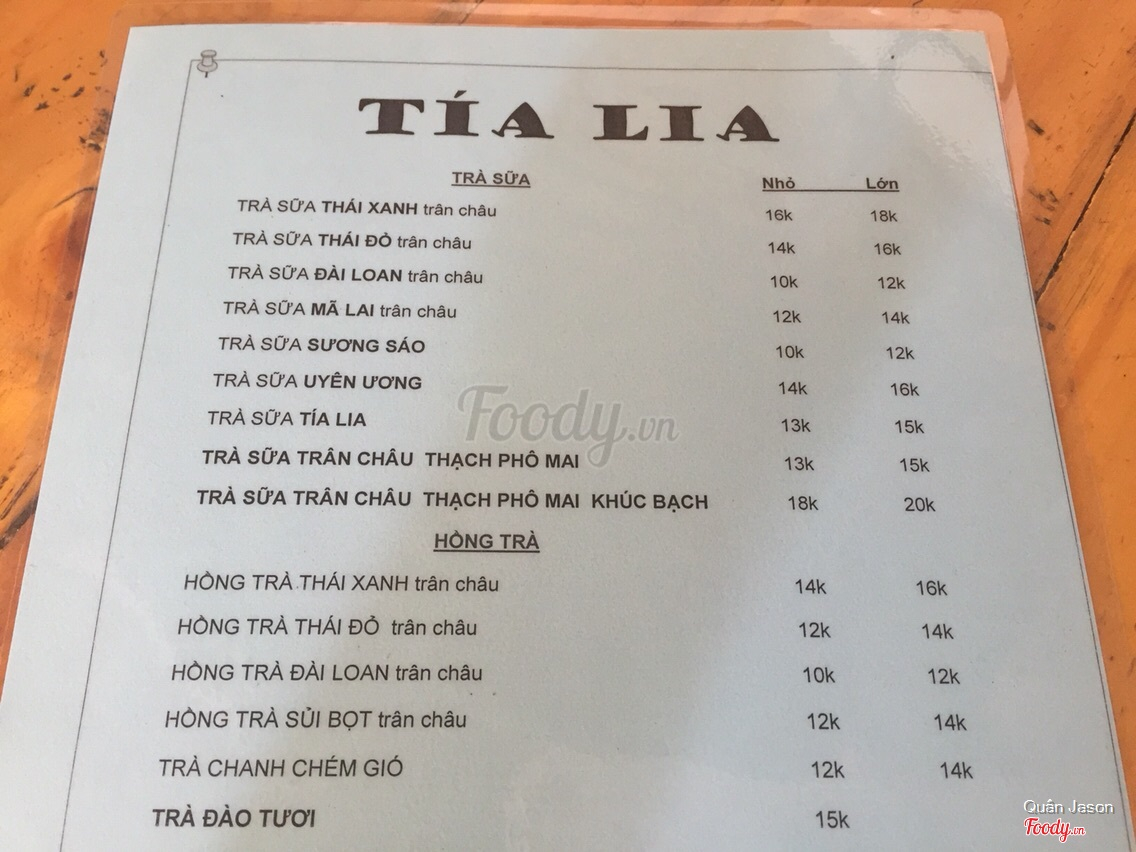 TÍA LIA
TRÀ SỮA Nhỏ Lớn
TRÀ SỮA THÁI XANH trân châu 16k 18k
TRÀ SỮA THÁI ĐỎ trân châu 14k 16k
TRÀ SỮA ĐÀI LOAN trân châu 10k 12k
TRÀ SỮA MÃ LAI trân châu 12k 14k
TRÀ SỮA SƯƠNG SÁO 10k 12k
TRÀ SỮA UYÊN ƯƠNG 14k 16k
TRÀ SỮA TÍA LIA 13k 15k
TRÀ SỮA TRÂN CHÂU THẠCH PHÔ MAI 13k 15k
TRÀ SỮA TRÂN CHÂU THẠCH PHÔ MAI KHÚC BẠCH 18k 20k
HỒNG TRÀ
HỒNG TRÀ THÁI XANH trân châu 14k 16k
HỒNG TRÀ THÁI ĐỎ trân châu 12k 14k
HỒNG TRÀ ĐÀI LOAN trân châu 10k 12k
HỒNG TRÀ SỦI BỌT trân châu 12k 14k
TRÀ CHANH CHÉM GIÓ 12k 14k
TRÀ ĐÀO TƯƠI 15k
Foody.vn
Quân Jason
Foody.vn